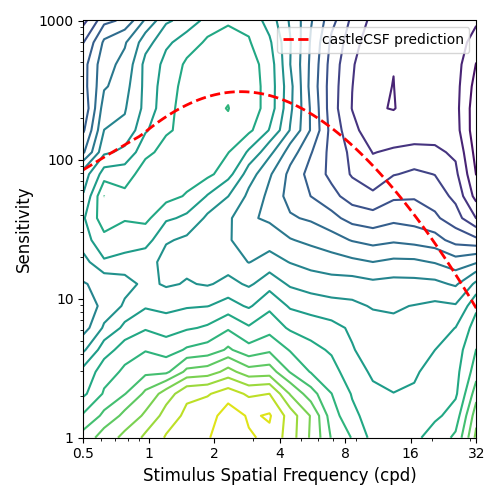 1000
castleCSF prediction
100
10
1
Sensitivity
0.5 1 2 4 8 16 32
Stimulus Spatial Frequency (cpd)